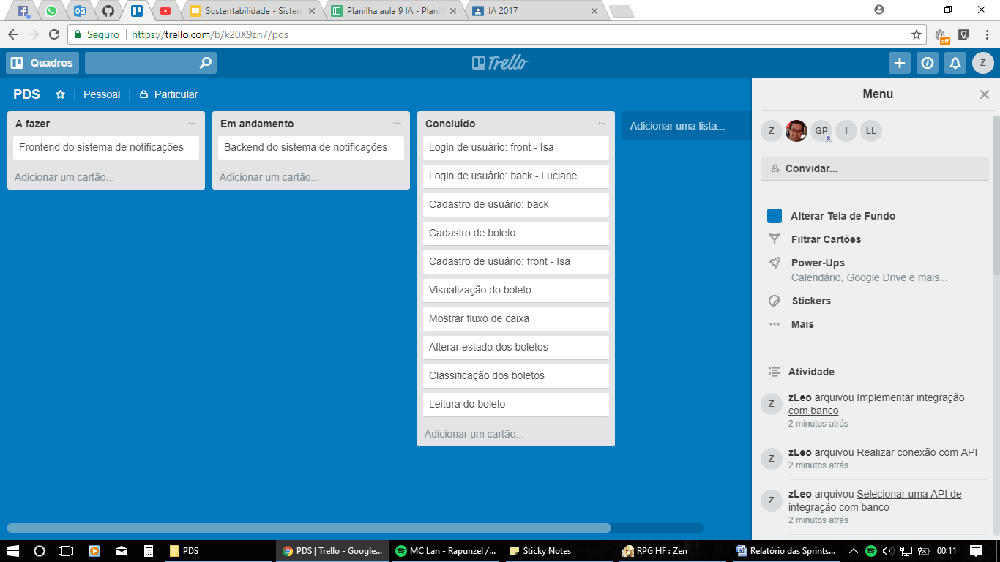 Sustentabilidade - Sistem
Planilha aula 9 IA - Planilh
IA 2017
Seguro
https://trello.com/b/k20X9zn7/pds
off
Quadros
Trello
Z
PDS
Pessoal
Particular
A fazer
Frontend do sistema de notificações
Adicionar um cartão...
Em andamento
Backend do sistema de notificações
Adicionar um cartão...
Concluído
Login de usuário: front - Isa
Login de usuário: back - Luciane
Cadastro de usuário: back
Cadastro de boleto
Cadastro de usuário: front - Isa
Visualização do boleto
Mostrar fluxo de caixa
Alterar estado dos boletos
Classificação dos boletos
Leitura do boleto
Adicionar um cartão...
Adicionar uma lista...
Menu
Z GP I LL
Convidar...
Alterar Tela de Fundo
Filtrar Cartões
Power-Ups
Calendário, Google Drive e mais...
Stickers
Mais
Atividade
Z
zLeo arquivou Implementar integração
com banco
2 minutos atrás
Z
zLeo arquivou Realizar conexão com API
2 minutos atrás
Z
zLeo arquivou Selecionar uma API de
integração com banco
2 minutos atrás
PDS
PDS | Trello - Google...
MC Lan - Rapunzel /...
Sticky Notes
RPG HF : Zen
Relatório das Sprints...
00:11